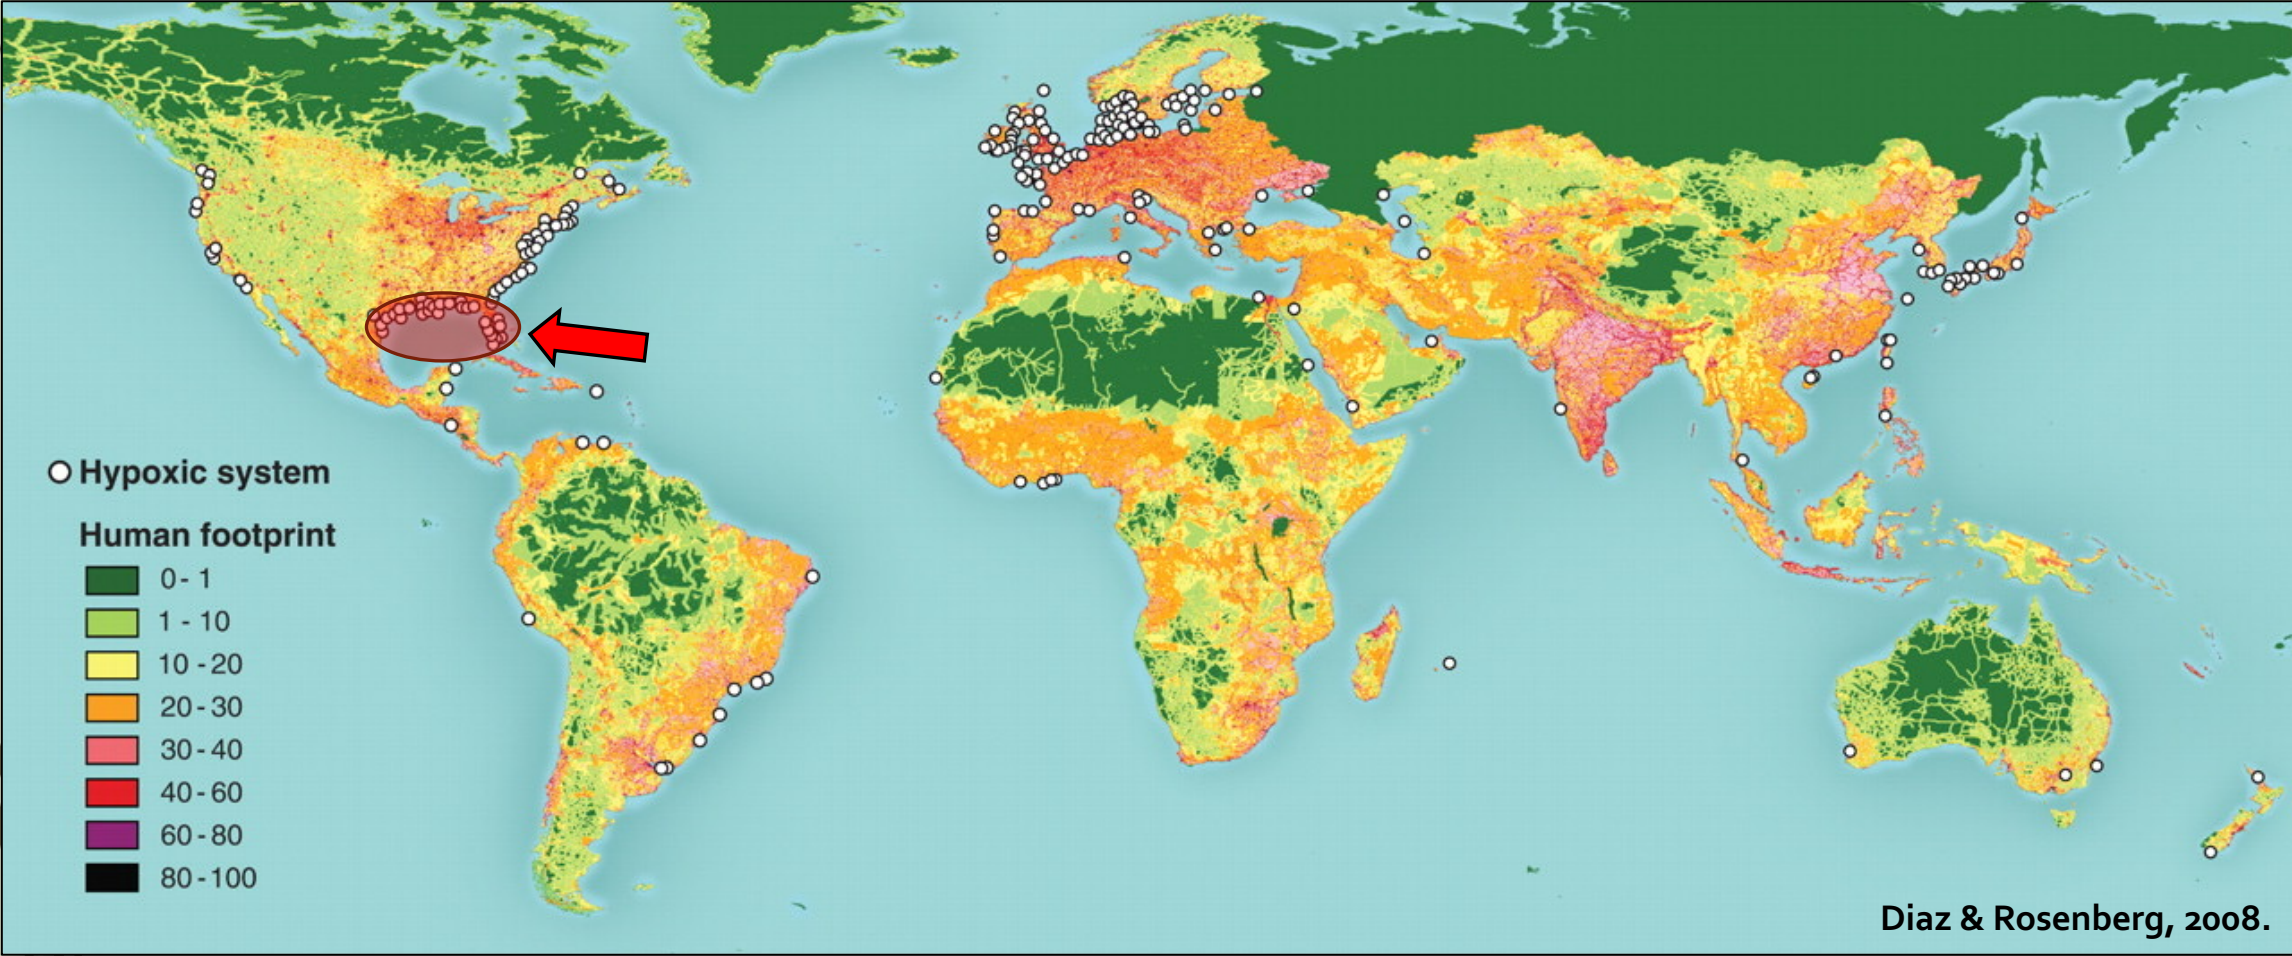 Hypoxic system
Human footprint
0 - 1
1 - 10
10 - 20
20 - 30
30 - 40
40 - 60
60 - 80
80 - 100
Diaz & Rosenberg, 2008.